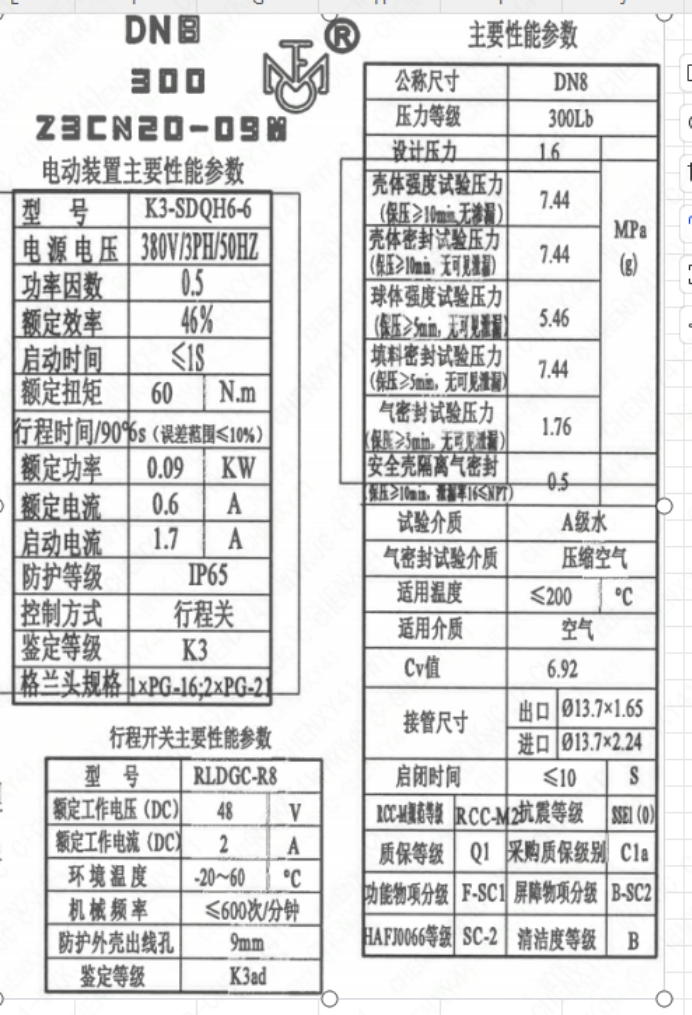 DN8
300
Z3CN20-09M
®
电动装置主要性能参数
型 号 K3-SDQH6-6
电源电压 380V/3PH/50HZ
功率因数 0.5
额定效率 46%
启动时间 ≤1S
额定扭矩 60 N.m
行程时间/90%s（误差范围≤10%）
额定功率 0.09 KW
额定电流 0.6 A
启动电流 1.7 A
防护等级 IP65
控制方式 行程关
鉴定等级 K3
格兰头规格 1×PG-16;2×PG-21
行程开关主要性能参数
型 号 RLDGC-R8
额定工作电压（DC） 48 V
额定工作电流（DC） 2 A
环境温度 -20~60 °C
机械频率 ≤600次/分钟
防护外壳出线孔 9mm
鉴定等级 K3ad
主要性能参数
公称尺寸 DN8
压力等级 300Lb
设计压力 1.6
壳体强度试验压力
（保压≥10min,无渗漏） 7.44
壳体密封试验压力
（保压≥10min，无可见泄漏） 7.44
MPa
(g)
球体强度试验压力
（保压≥5min，无可见泄漏） 5.46
填料密封试验压力
（保压≥5min，无可见泄漏） 7.44
气密封试验压力
（保压≥3min，无可见泄漏） 1.76
安全壳隔离气密封
（保压≥10min，泄漏率16≤NPT） 0.5
试验介质 A级水
气密封试验介质 压缩空气
适用温度 ≤200 °C
适用介质 空气
Cv值 6.92
接管尺寸
出口 Ø13.7×1.65
进口 Ø13.7×2.24
启闭时间 ≤10 S
RCC-M规范等级 RCC-M2 抗震等级 SSE1(0)
质保等级 Q1 采购质保级别 C1a
功能物项分级 F-SC1 屏障物项分级 B-SC2
HAFJ0066等级 SC-2 清洁度等级 B